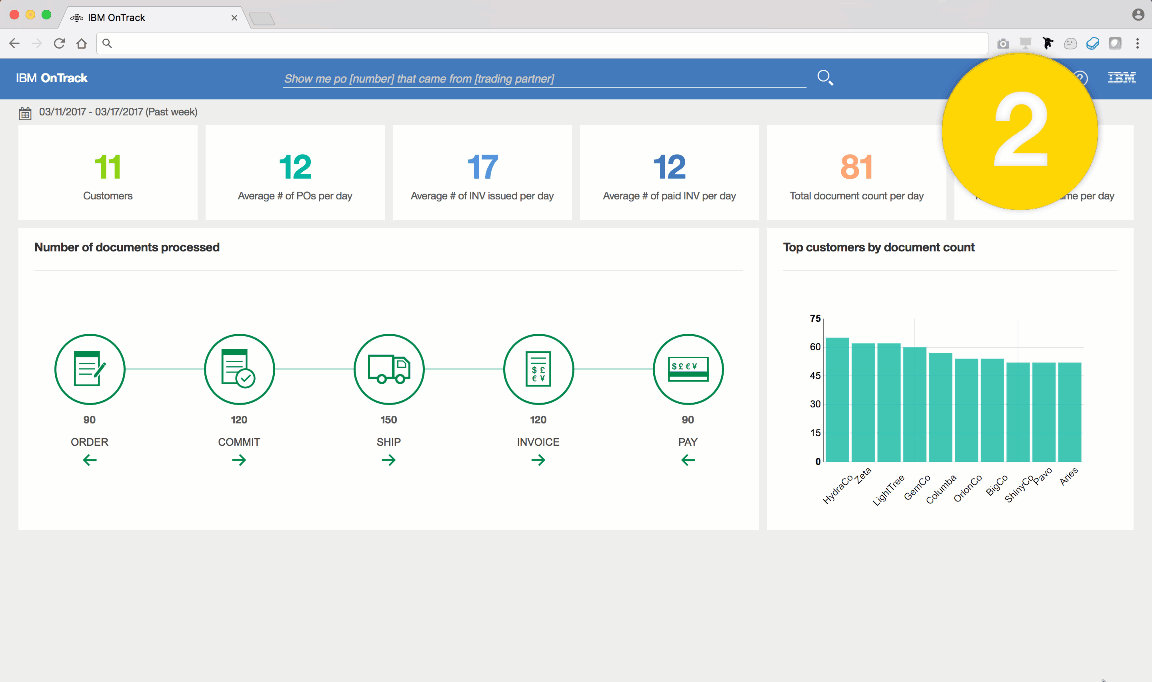 IBM OnTrack
IBM OnTrack
Show me po [number] that came from [trading partner]
?
IBM
2
03/11/2017 - 03/17/2017 (Past week)
11
Customers
12
Average # of POs per day
17
Average # of INV issued per day
12
Average # of paid INV per day
81
Total document count per day
per day
Number of documents processed
Top customers by document count
$ £ € ¥
$ £
€ ¥
90
ORDER
120
COMMIT
150
SHIP
120
INVOICE
90
PAY
75
60
45
30
15
0
HydraCo
Zeta
LightTree
GemCo
Columba
OrionCo
BigCo
ShinyCo
Pavo
Aries